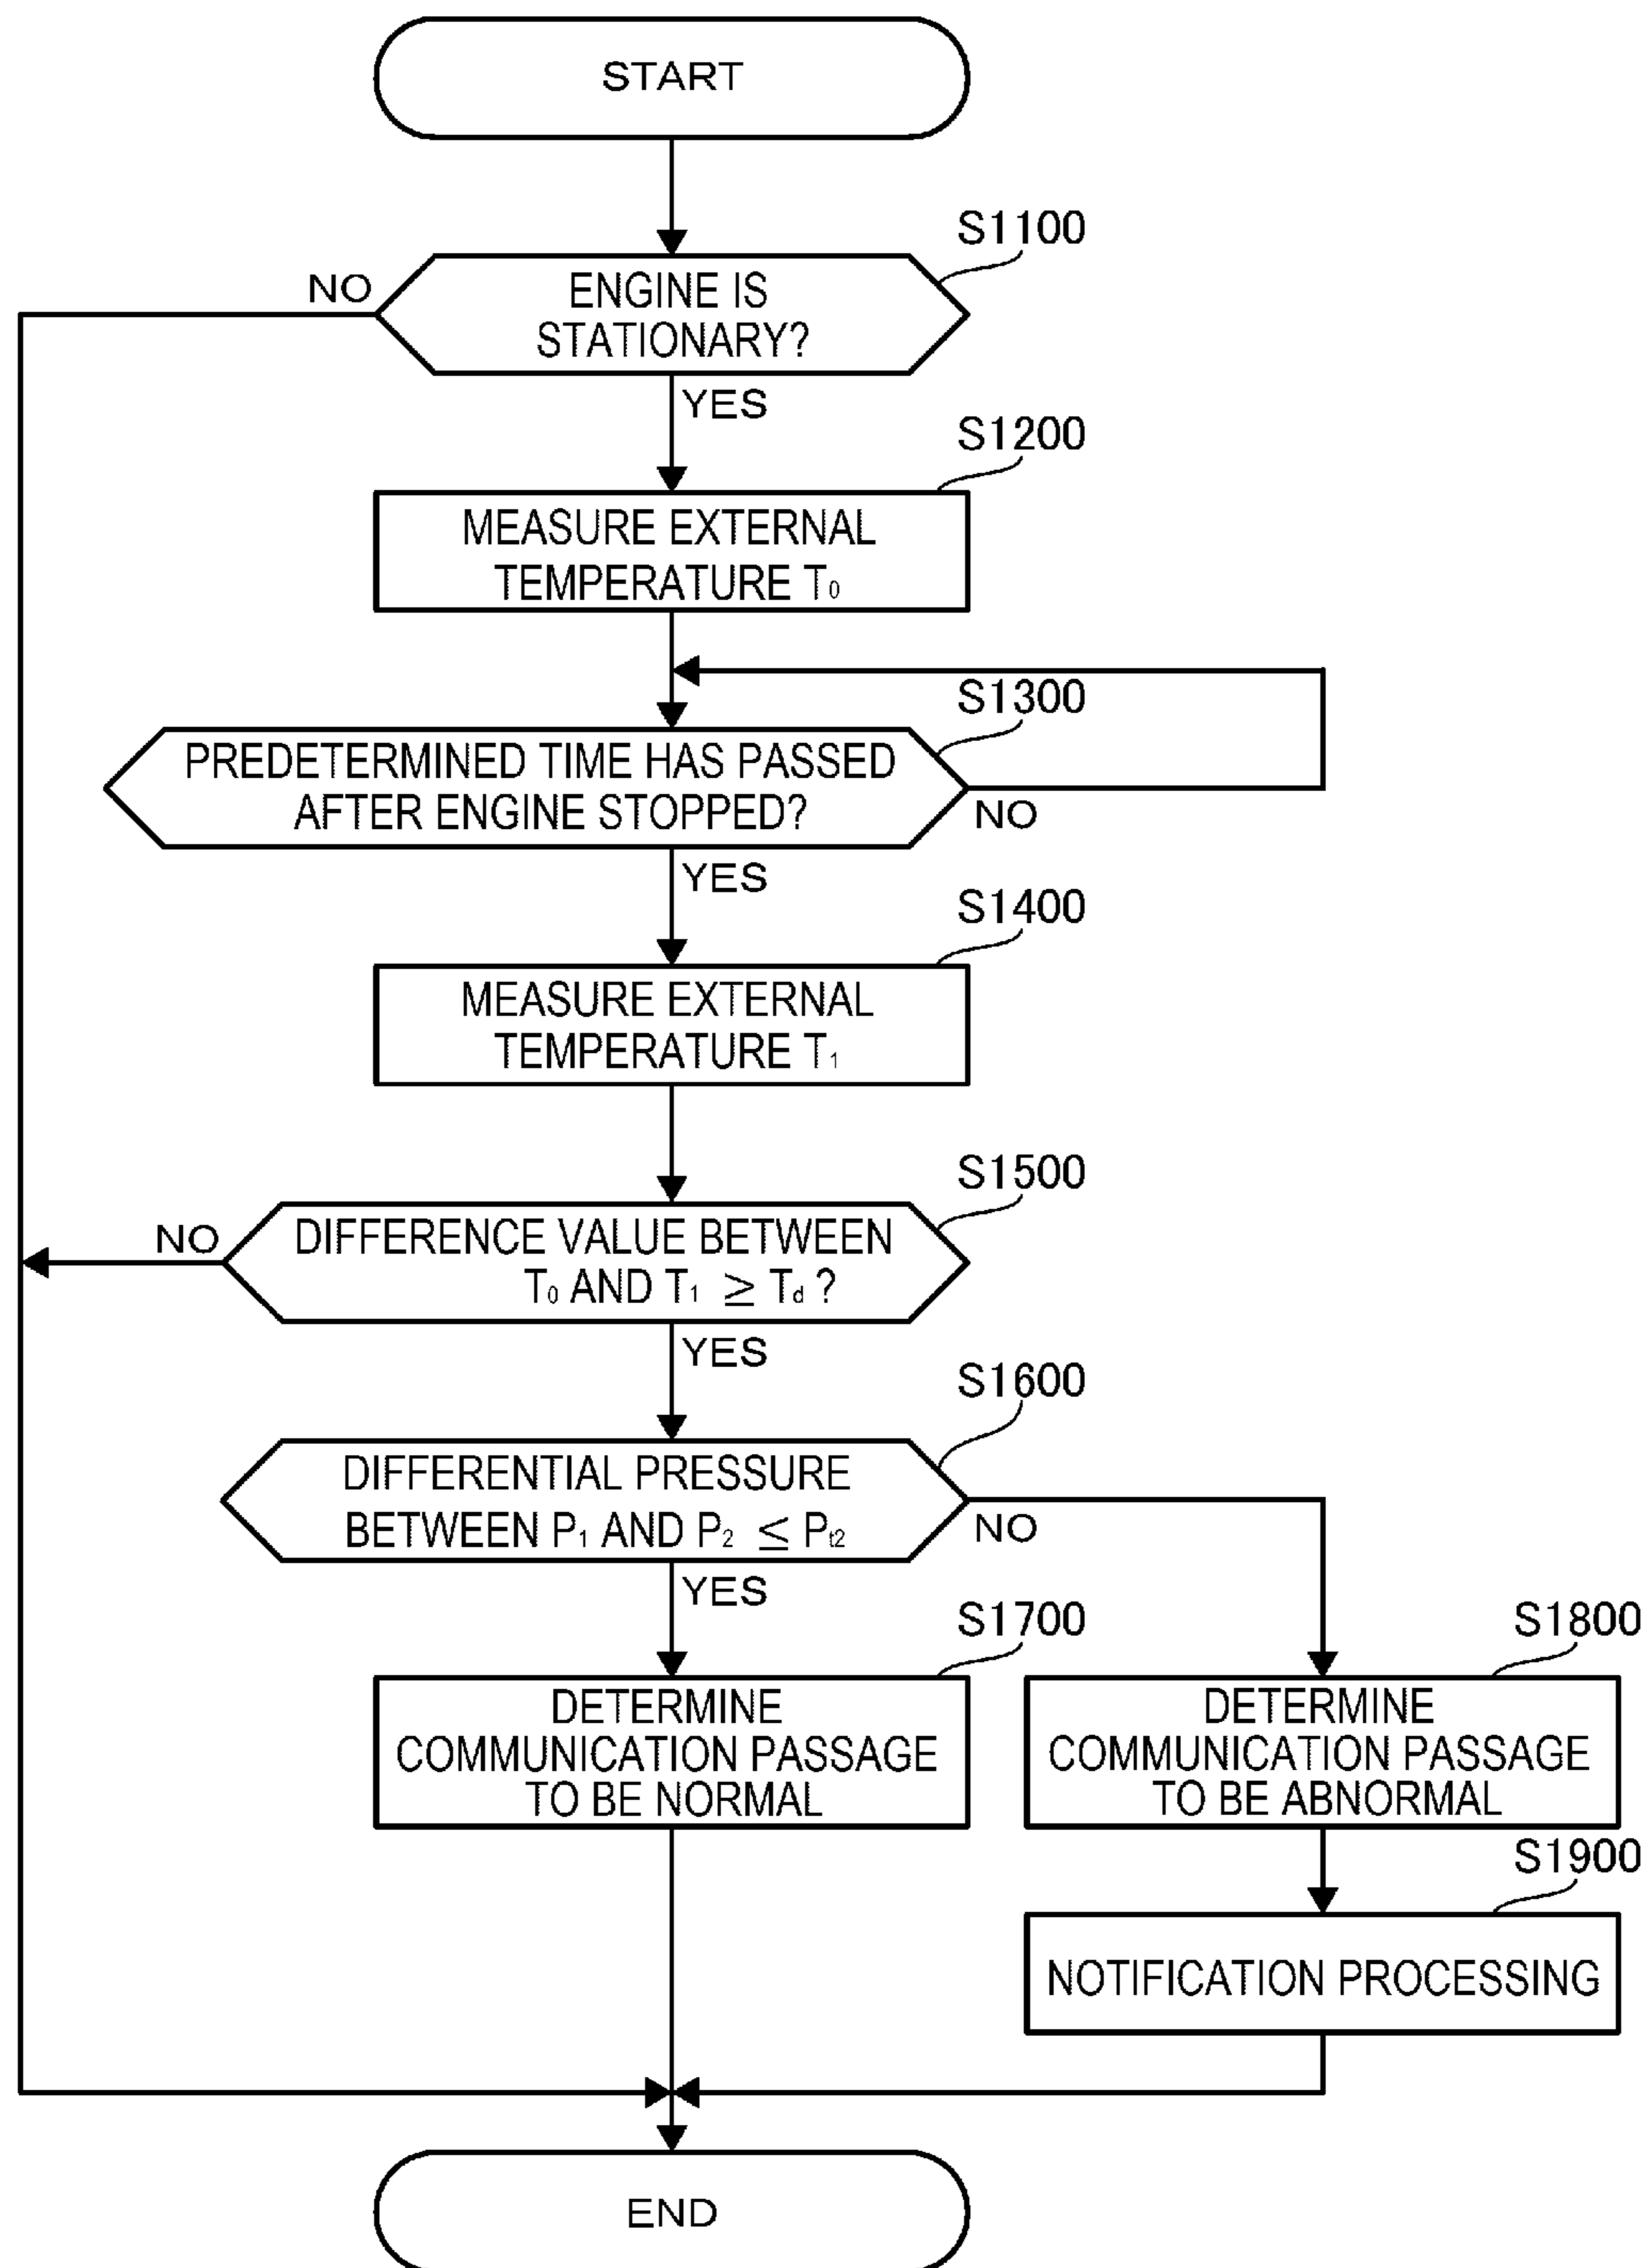 START
S1100
NO
ENGINE IS
STATIONARY?
YES
S1200
MEASURE EXTERNAL
TEMPERATURE T₀
S1300
PREDETERMINED TIME HAS PASSED
AFTER ENGINE STOPPED?
NO
YES
S1400
MEASURE EXTERNAL
TEMPERATURE T₁
S1500
NO
DIFFERENCE VALUE BETWEEN
T₀ AND T₁ ≥ Td ?
YES
S1600
DIFFERENTIAL PRESSURE
BETWEEN P₁ AND P₂ ≤ Pt2
NO
YES
S1700
S1800
DETERMINE
COMMUNICATION PASSAGE
TO BE NORMAL
DETERMINE
COMMUNICATION PASSAGE
TO BE ABNORMAL
S1900
NOTIFICATION PROCESSING
END